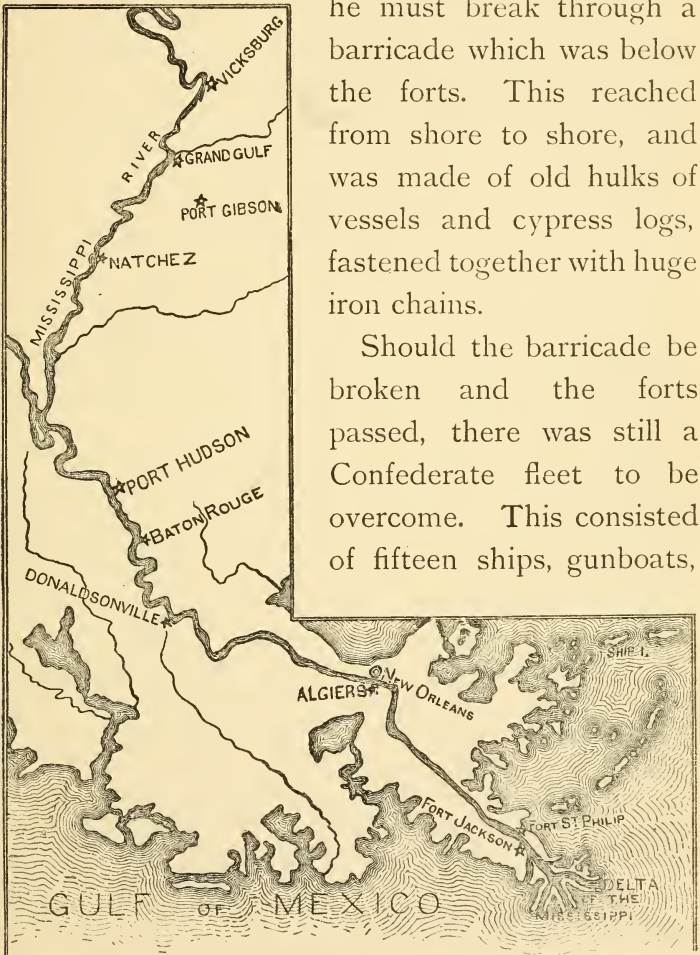 he must break through a
barricade which was below
the forts. This reached
from shore to shore, and
was made of old hulks of
vessels and cypress logs,
fastened together with huge
iron chains.
Should the barricade be
broken and the forts
passed, there was still a
Confederate fleet to be
overcome. This consisted
of fifteen ships, gunboats,
VICKSBURG
MISSISSIPPI RIVER
GRAND GULF
PORT GIBSON
NATCHEZ
PORT HUDSON
BATON ROUGE
DONALDSONVILLE
SHIP I.
ALGIERS
NEW ORLEANS
FORT JACKSON
FORT ST. PHILIP
DELTA
OF THE
MISSISSIPPI
GULF OF MEXICO